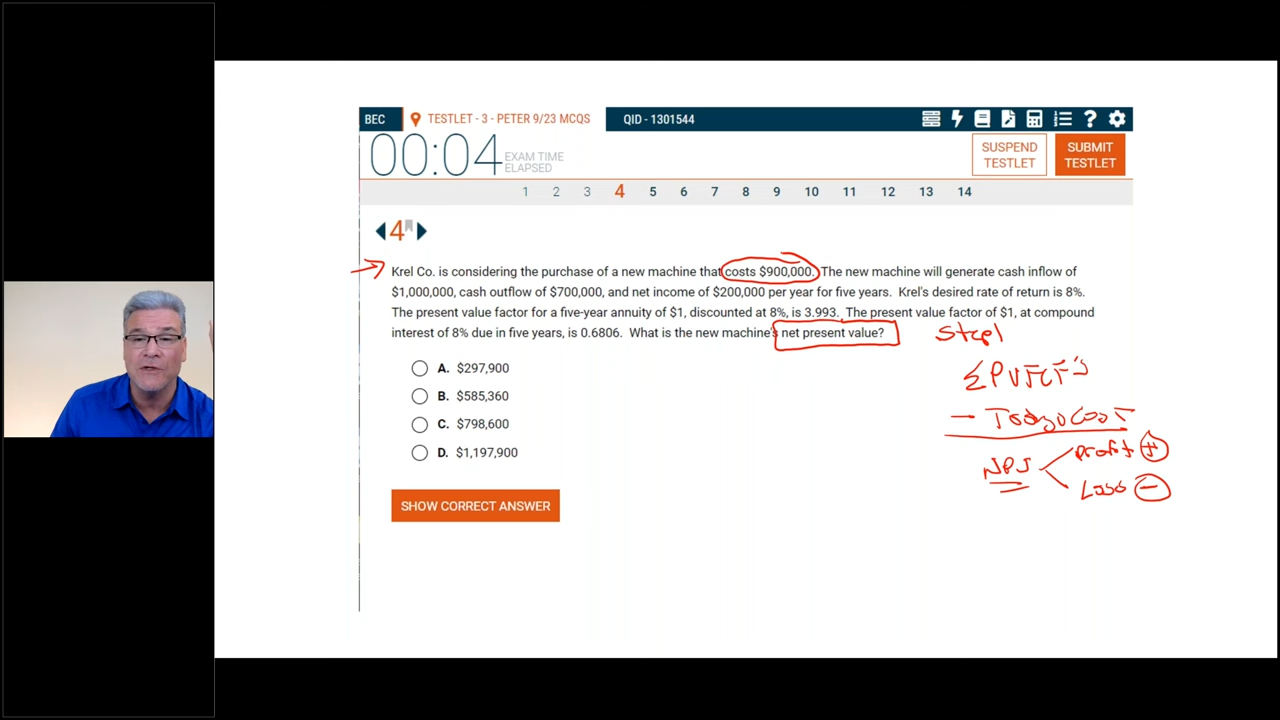 BEC TESTLET - 3 - PETER 9/23 MCQS QID - 1301544
00:04 EXAM TIME ELAPSED
SUSPEND TESTLET
SUBMIT TESTLET
1 2 3 4 5 6 7 8 9 10 11 12 13 14
4
Krel Co. is considering the purchase of a new machine that costs $900,000. The new machine will generate cash inflow of
$1,000,000, cash outflow of $700,000, and net income of $200,000 per year for five years. Krel's desired rate of return is 8%.
The present value factor for a five-year annuity of $1, discounted at 8%, is 3.993. The present value factor of $1, at compound
interest of 8% due in five years, is 0.6806. What is the new machine's net present value?
Step1
A. $297,900
B. $585,360
C. $798,600
D. $1,197,900
ΣPVFCF's
- Todays Cost
NPV
Profit +
Loss -
SHOW CORRECT ANSWER